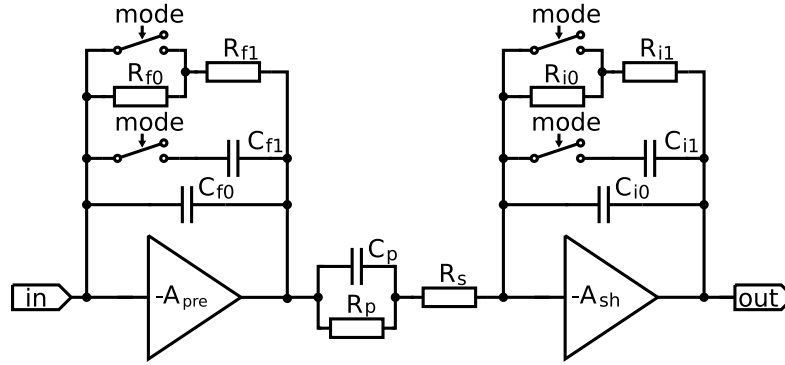 mode
R_f1
R_f0
mode
C_f1
C_f0
in
-A_pre
C_p
R_p
R_s
mode
R_i1
R_i0
mode
C_i1
C_i0
-A_sh
out